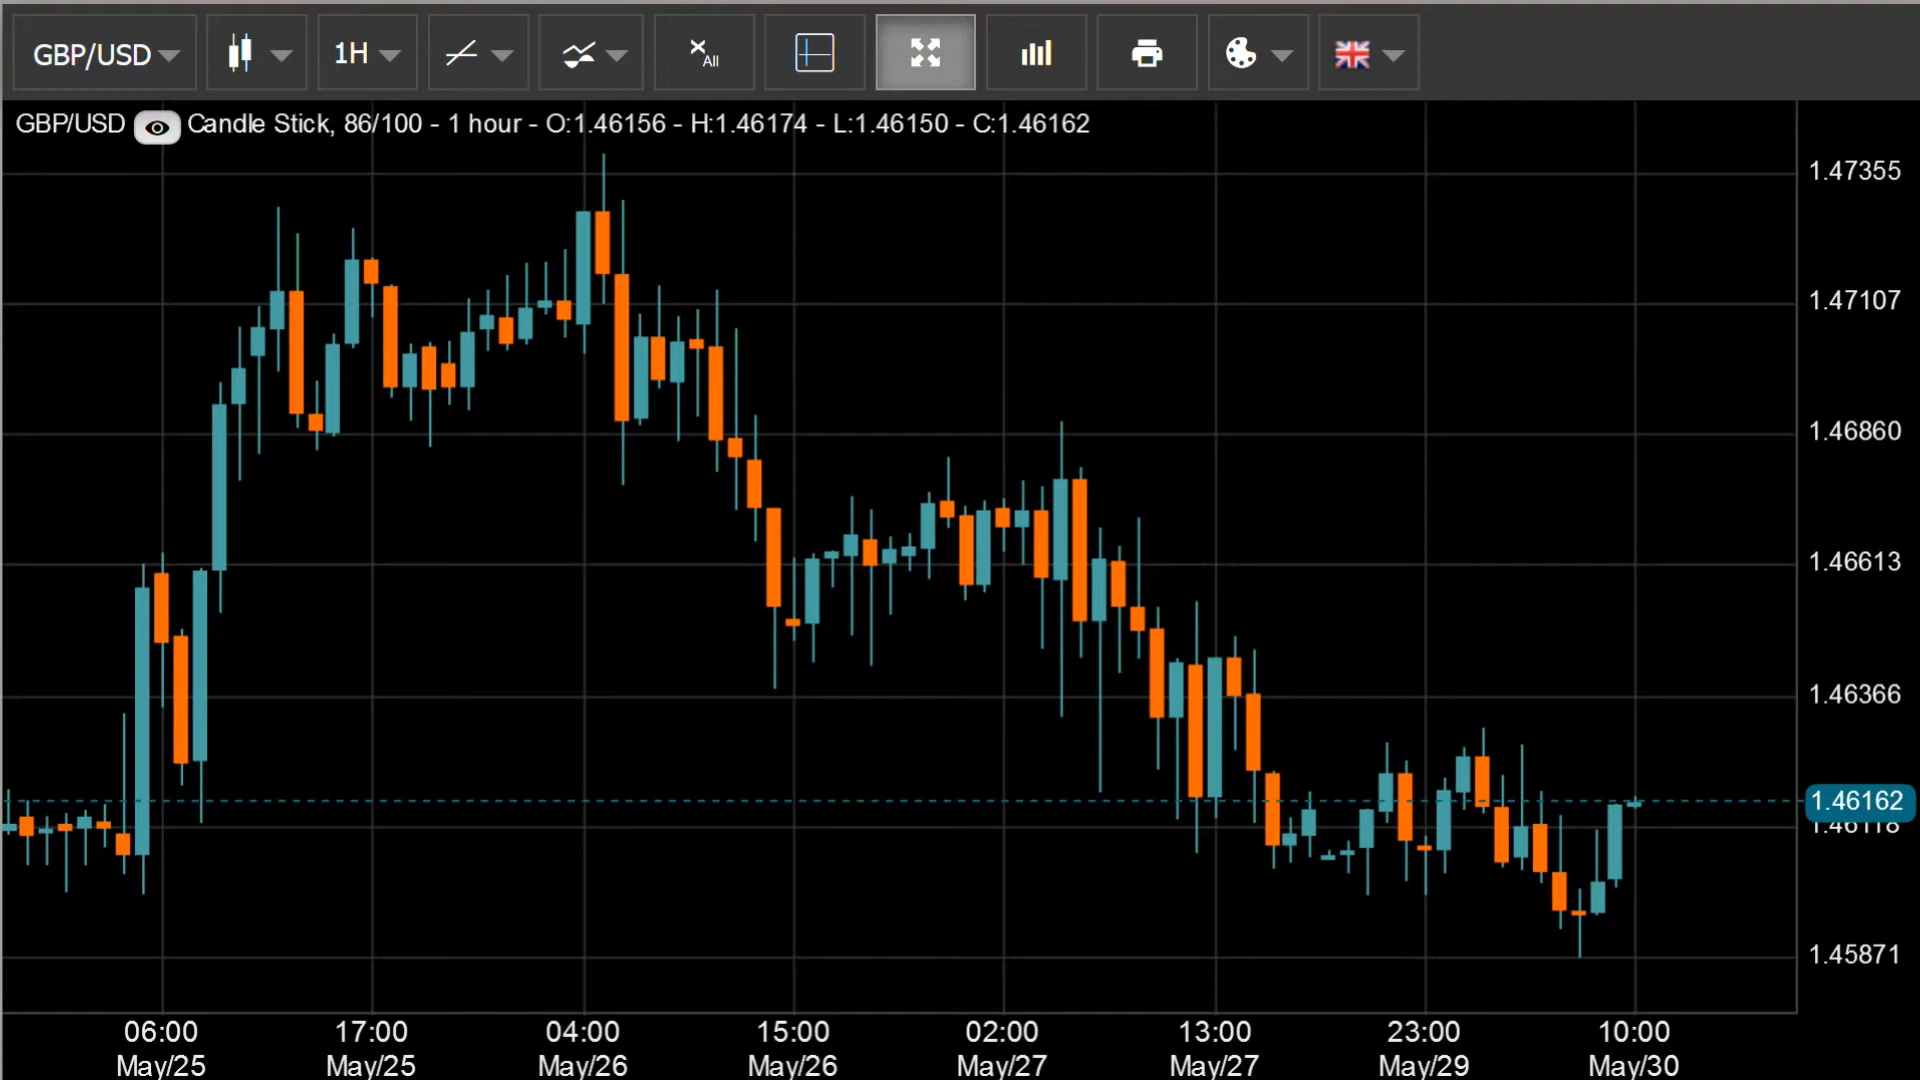 GBP/USD
1H
X All
GBP/USD Candle Stick, 86/100 - 1 hour - O:1.46156 - H:1.46174 - L:1.46150 - C:1.46162
1.47355
1.47107
1.46860
1.46613
1.46366
1.46162
1.46118
1.45871
06:00 17:00 04:00 15:00 02:00 13:00 23:00 10:00
May/25 May/25 May/26 May/26 May/27 May/27 May/29 May/30